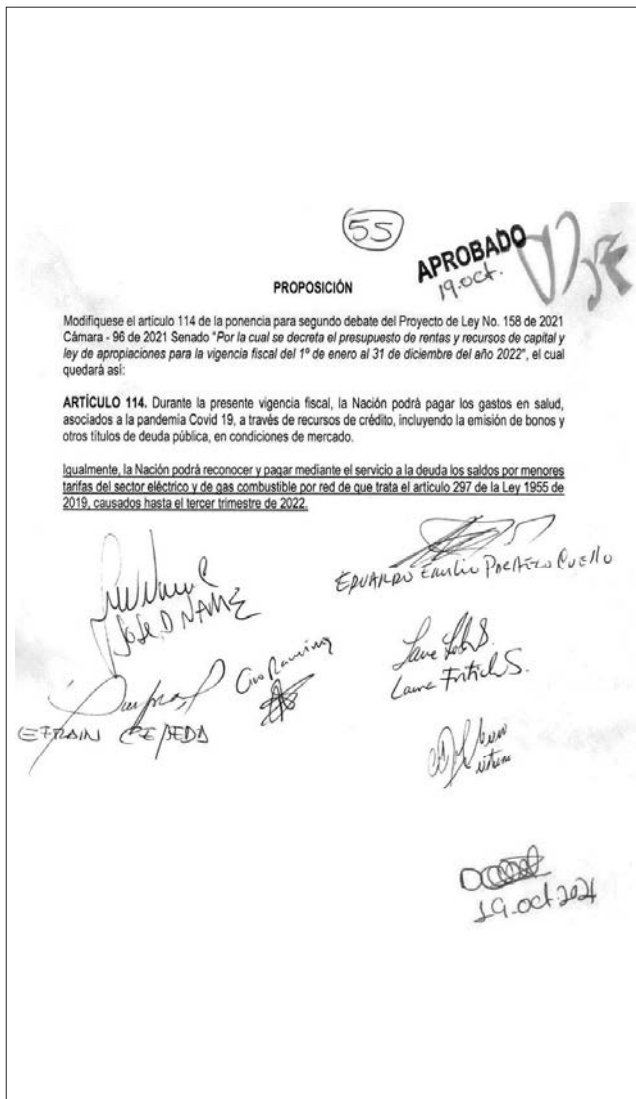 55
APROBADO
19.oct.
PROPOSICIÓN
Modifíquese el articulo 114 de la ponencia para segundo debate del Proyecto de Ley No. 158 de 2021
Cámara - 96 de 2021 Senado "Por la cual se decreta el presupuesto de rentas y recursos de capital y
ley de apropiaciones para la vigencia fiscal del 1º de enero al 31 de diciembre del año 2022", el cual
quedará así:
ARTÍCULO 114. Durante la presente vigencia fiscal, la Nación podrá pagar los gastos en salud,
asociados a la pandemia Covid 19, a través de recursos de crédito, incluyendo la emisión de bonos y
otros títulos de deuda pública, en condiciones de mercado.
Igualmente, la Nación podrá reconocer y pagar mediante el servicio a la deuda los saldos por menores
tarifas del sector eléctrico y de gas combustible por red de que trata el articulo 297 de la Ley 1955 de
2019, causados hasta el tercer trimestre de 2022.
EDUARDO Emilio Pacheco Cuello
JOSE D NAME
Ciro Ramirez
Laura Fortich S.
EFRAIN CEPEDA
19.oct.2021